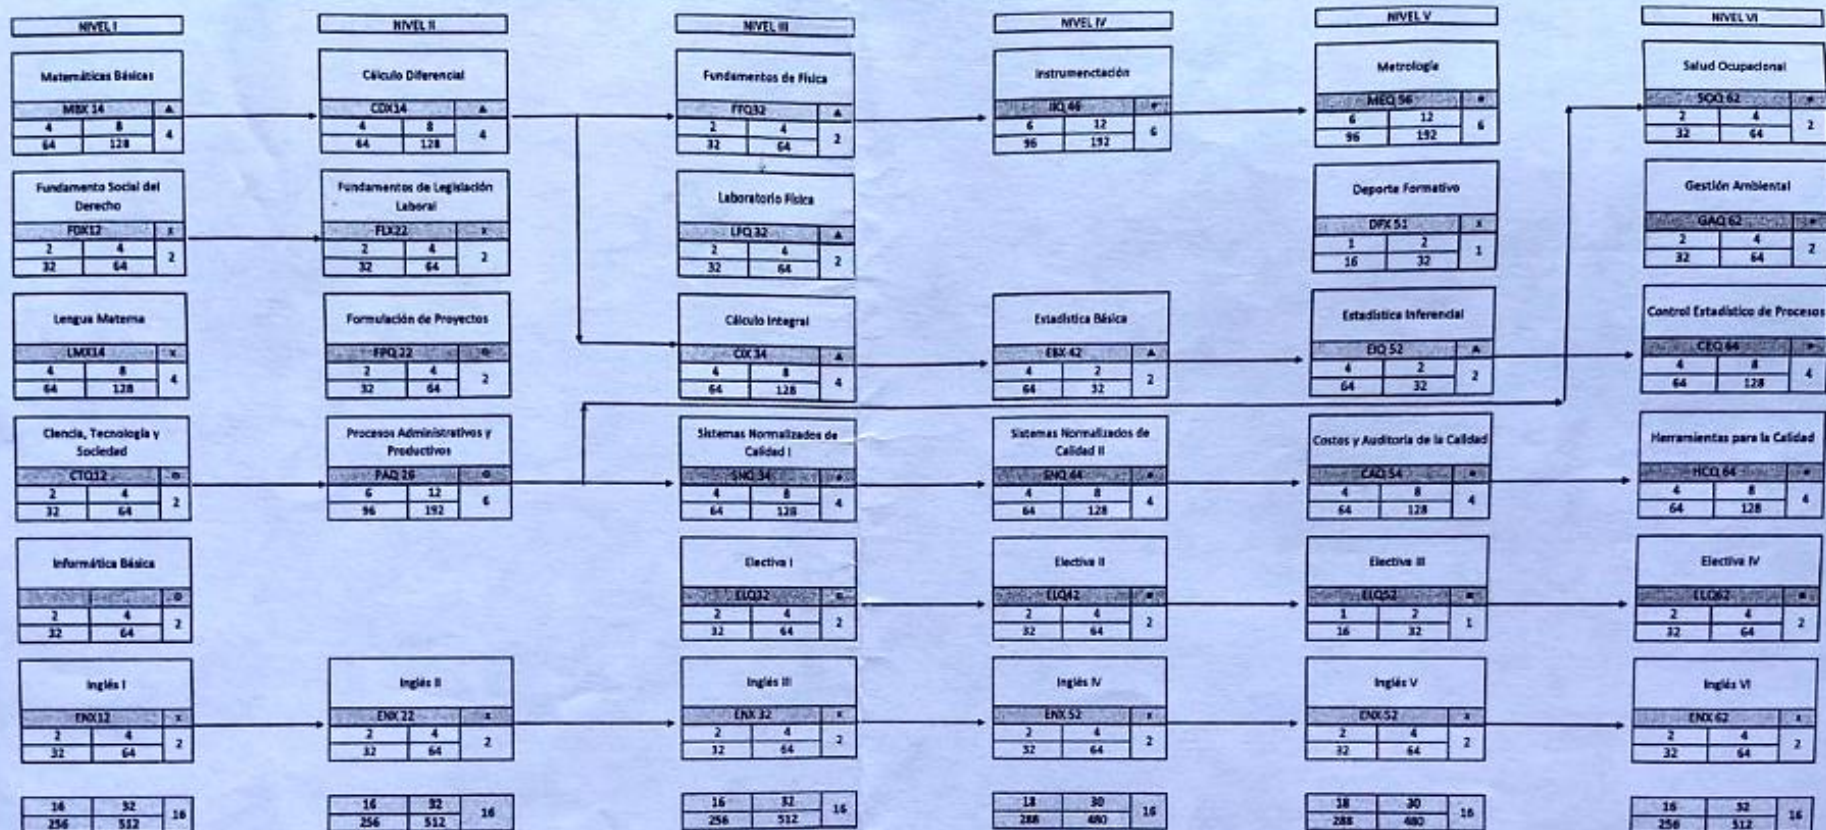 NIVEL I
Matemáticas Básicas
MBX 14 ▲
4 8
4
64 128
Fundamento Social del
Derecho
FDX12 x
2 4
2
32 64
Lengua Materna
LMX14 x
4 8
4
64 128
Ciencia, Tecnología y
Sociedad
CTQ12
2 4
2
32 64
Informática Básica
2 4
2
32 64
Inglés I
ENX12 x
2 4
2
32 64
16 32
16
256 512
NIVEL II
Cálculo Diferencial
CDX14 ▲
4 8
4
64 128
Fundamentos de Legislación
Laboral
FLX22 x
2 4
2
32 64
Formulación de Proyectos
FPQ 22
2 4
2
32 64
Procesos Administrativos y
Productivos
PAQ 26
6 12
6
96 192
Inglés II
ENX 22 x
2 4
2
32 64
16 32
16
256 512
NIVEL III
Fundamentos de Física
FFQ32 ▲
2 4
2
32 64
Laboratorio Física
LFQ 32 ▲
2 4
2
32 64
Cálculo Integral
CIX 34 ▲
4 8
4
64 128
Sistemas Normalizados de
Calidad I
SNQ 34
4 8
4
64 128
Electiva I
ELQ32
2 4
2
32 64
Inglés III
ENX 32 x
2 4
2
32 64
16 32
16
256 512
NIVEL IV
Instrumenctación
IIQ 46
6 12
6
96 192
Estadística Básica
EBX 42 ▲
4 2
2
64 32
Sistemas Normalizados de
Calidad II
SNQ 44
4 8
4
64 128
Electiva II
ELQ42
2 4
2
32 64
Inglés IV
ENX 52 x
2 4
2
32 64
18 30
16
288 480
NIVEL V
Metrología
MEQ 56
6 12
6
96 192
Deporte Formativo
DFX 51 x
1 2
1
16 32
Estadística Inferencial
EIQ 52 ▲
4 2
2
64 32
Costos y Auditoria de la Calidad
CAQ 54
4 8
4
64 128
Electiva III
ELQ52
1 2
1
16 32
Inglés V
ENX 52 x
2 4
2
32 64
18 30
16
288 480
NIVEL VI
Salud Ocupacional
SOQ 62
2 4
2
32 64
Gestión Ambiental
GAQ 62
2 4
2
32 64
Control Estadístico de Procesos
CEQ 64
4 8
4
64 128
Herramientas para la Calidad
HCQ 64
4 8
4
64 128
Electiva IV
ELQ62
2 4
2
32 64
Inglés VI
ENX 62 x
2 4
2
32 64
16 32
16
256 512